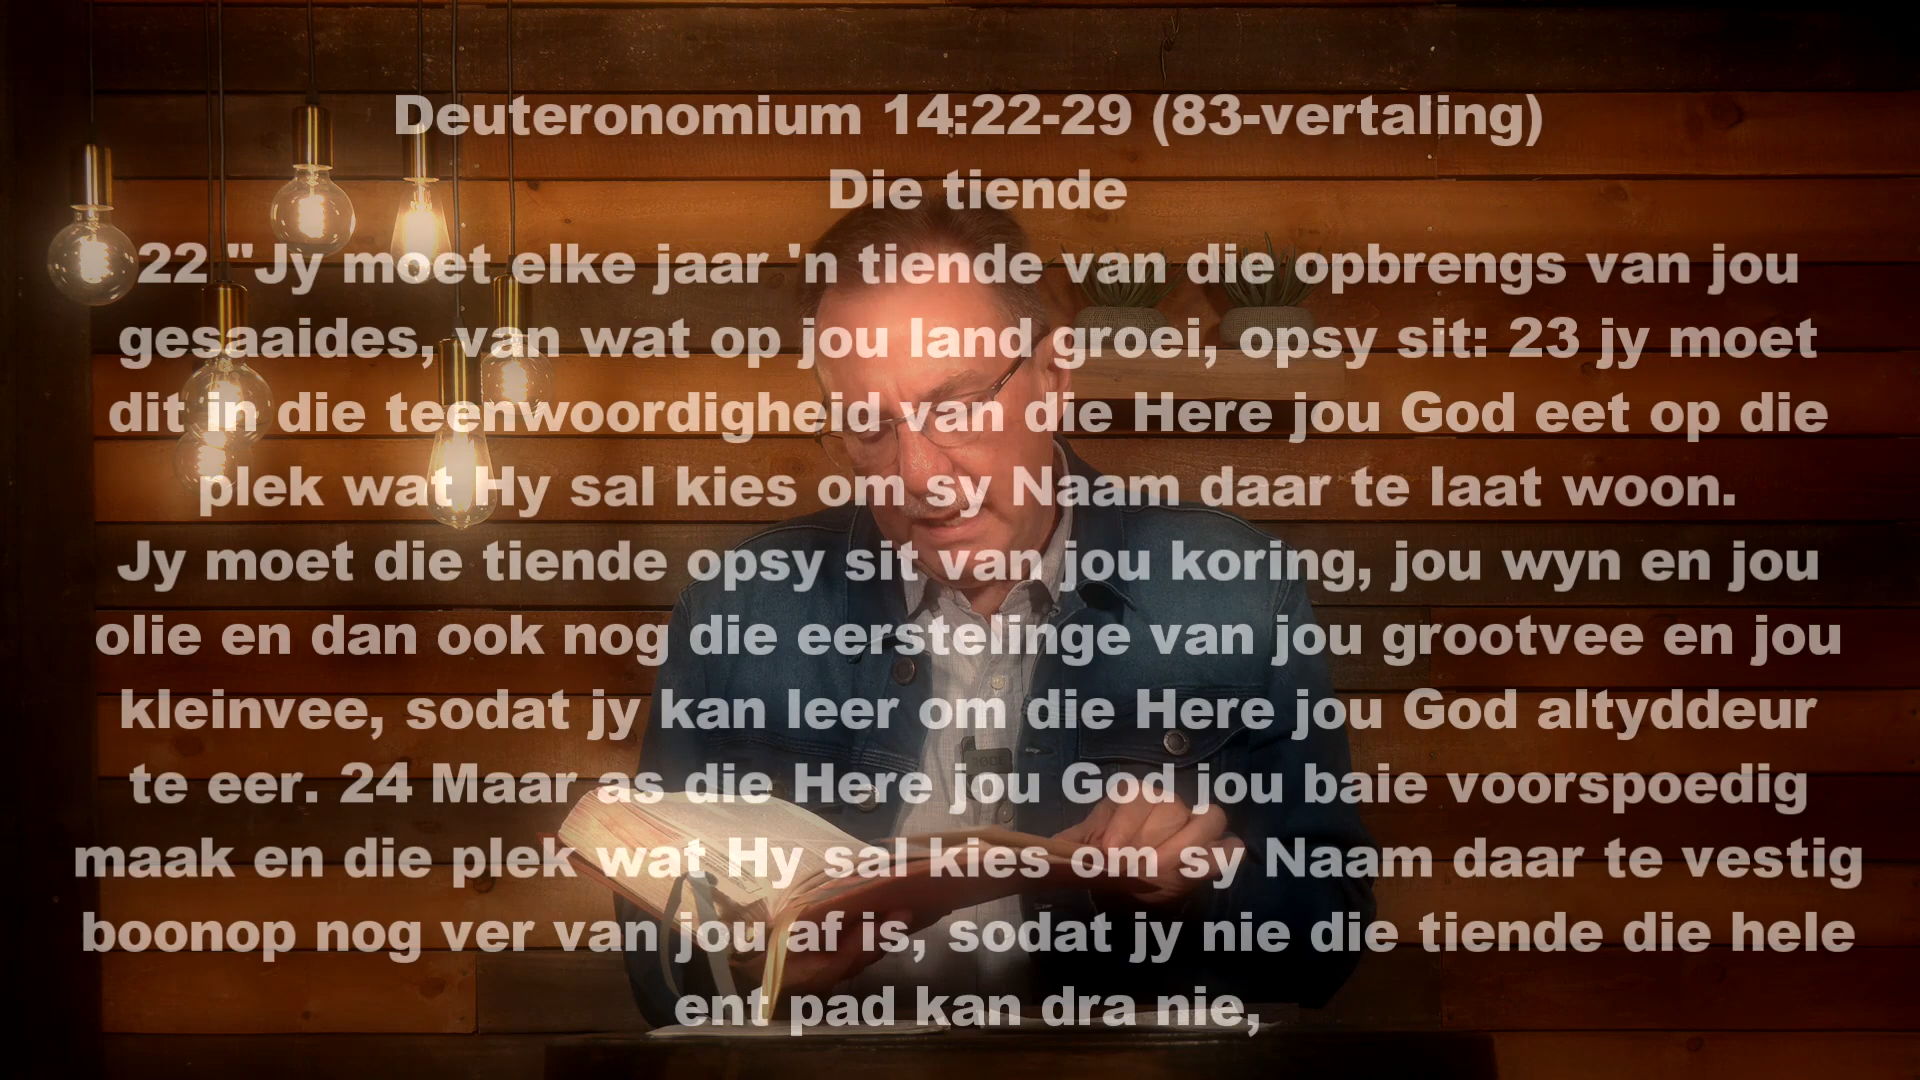 Deuteronomium 14:22-29 (83-vertaling)
Die tiende
22 "Jy moet elke jaar 'n tiende van die opbrengs van jou
gesaaides, van wat op jou land groei, opsy sit: 23 jy moet
dit in die teenwoordigheid van die Here jou God eet op die
plek wat Hy sal kies om sy Naam daar te laat woon.
Jy moet die tiende opsy sit van jou koring, jou wyn en jou
olie en dan ook nog die eerstelinge van jou grootvee en jou
kleinvee, sodat jy kan leer om die Here jou God altyddeur
te eer. 24 Maar as die Here jou God jou baie voorspoedig
maak en die plek wat Hy sal kies om sy Naam daar te vestig
boonop nog ver van jou af is, sodat jy nie die tiende die hele
ent pad kan dra nie,